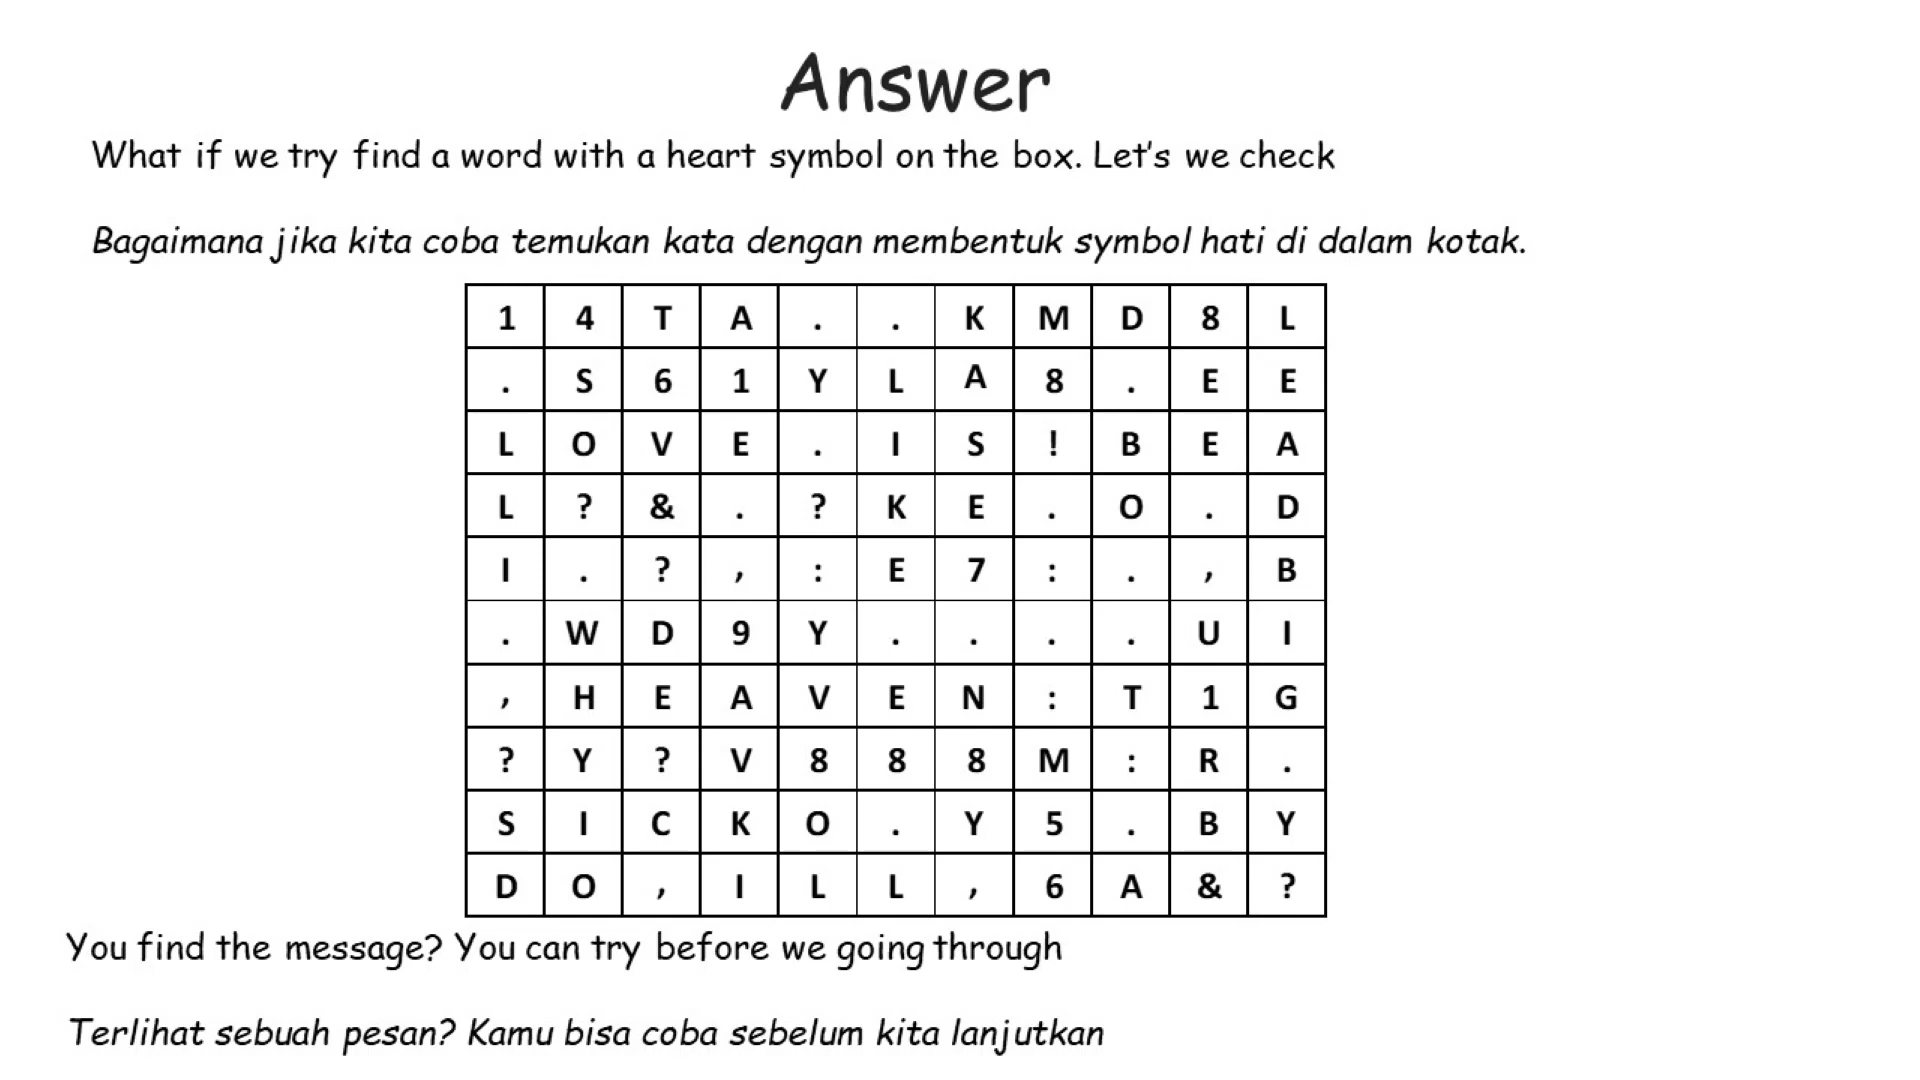 Answer
What if we try find a word with a heart symbol on the box. Let's we check
Bagaimana jika kita coba temukan kata dengan membentuk symbol hati di dalam kotak.
1 4 T A . . K M D 8 L
. S 6 1 Y L A 8 . E E
L O V E . I S ! B E A
L ? & . ? K E . O . D
I . ? , : E 7 : . , B
. W D 9 Y . . . . U I
, H E A V E N : T 1 G
? Y ? V 8 8 8 M : R .
S I C K O . Y 5 . B Y
D O , I L L , 6 A & ?
You find the message? You can try before we going through
Terlihat sebuah pesan? Kamu bisa coba sebelum kita lanjutkan